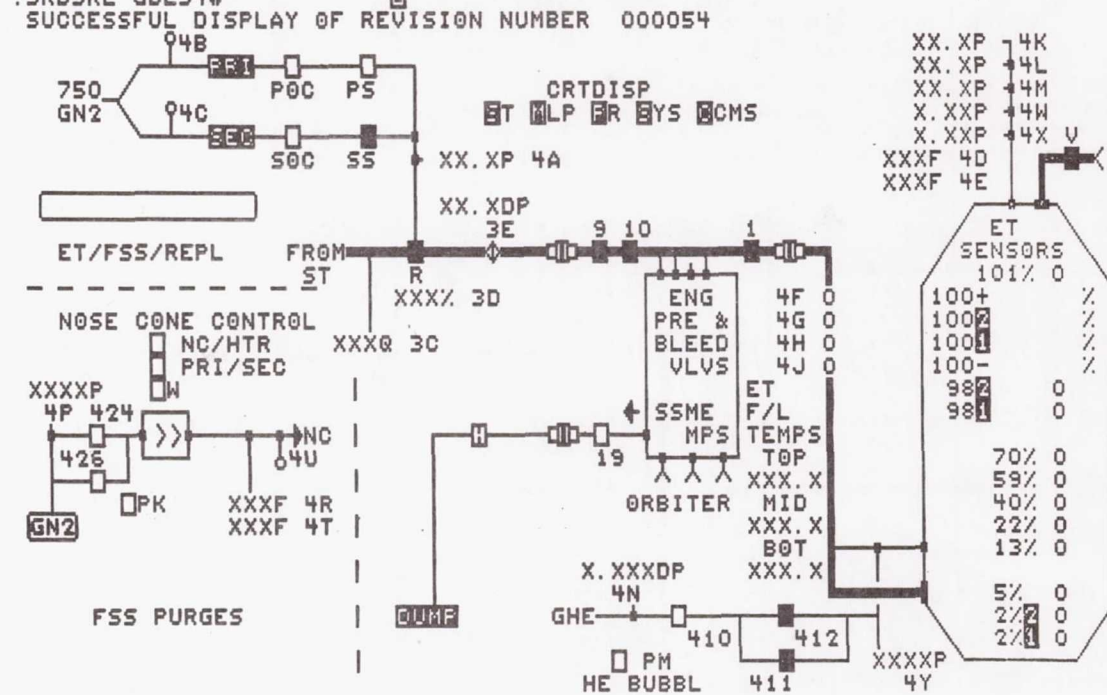 SUCCESSFUL DISPLAY OF REVISION NUMBER 000054
4B
PRI
POC PS
750
GN2
4C
SEC
SOC SS
CRTDISP
ST MLP FR SYS WCMS
XX.XP 4A
XX.XP 4K
XX.XP 4L
XX.XP 4M
X.XXP 4W
X.XXP 4X
XXXF 4D
XXXF 4E
V
ET/FSS/REPL
FROM
ST
R
XXX% 3D
XXXQ 3C
XX.XDP
3E
9 10
1
NOSE CONE CONTROL
NC/HTR
PRI/SEC
W
XXXXP
4P 424
426
>>
NC
4U
PK
XXXF 4R
XXXF 4T
GN2
FSS PURGES
ENG
PRE &
BLEED
VLVS
SSME
MPS
19
ORBITER
4F 0
4G 0
4H 0
4J 0
ET
F/L
TEMPS
TOP
XXX.X
MID
XXX.X
BOT
XXX.X
DUMP
X.XXXDP
4N
GHE
410
412
411
PM
HE BUBBL
XXXXP
4Y
ET
SENSORS
101% 0
100+ %
1002 %
1001 %
100- %
982 0
981 0
70% 0
59% 0
40% 0
22% 0
13% 0
5% 0
2%2 0
2%1 0